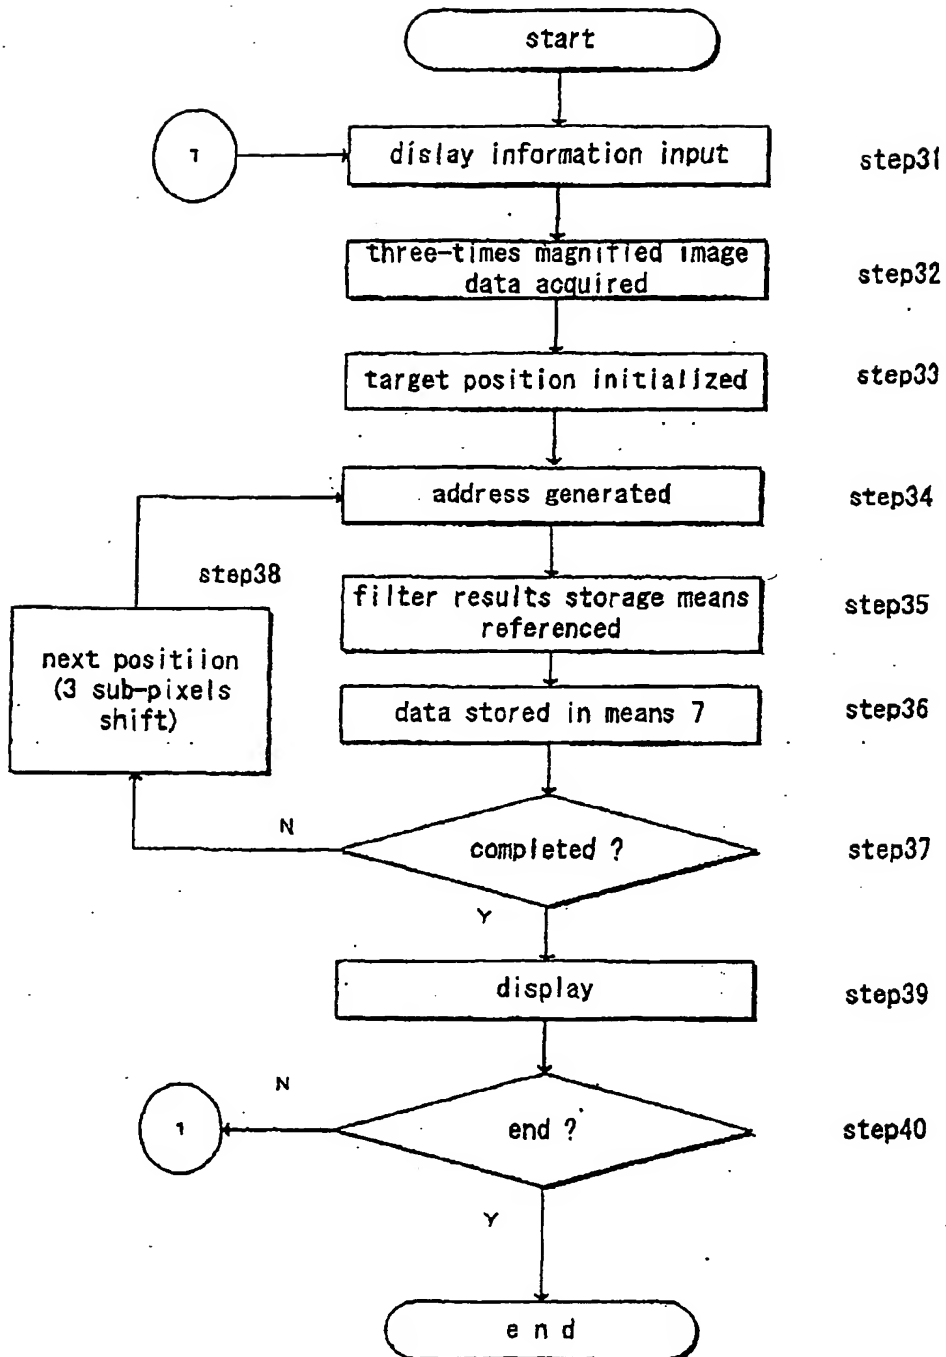 start
1
dislay information input
step31
three-times magnified image
data acquired
step32
target position initialized
step33
address generated
step34
step38
filter results storage means
referenced
step35
next positiion
(3 sub-pixels
shift)
data stored in means 7
step36
N
completed ?
step37
Y
display
step39
N
1
end ?
step40
Y
e n d